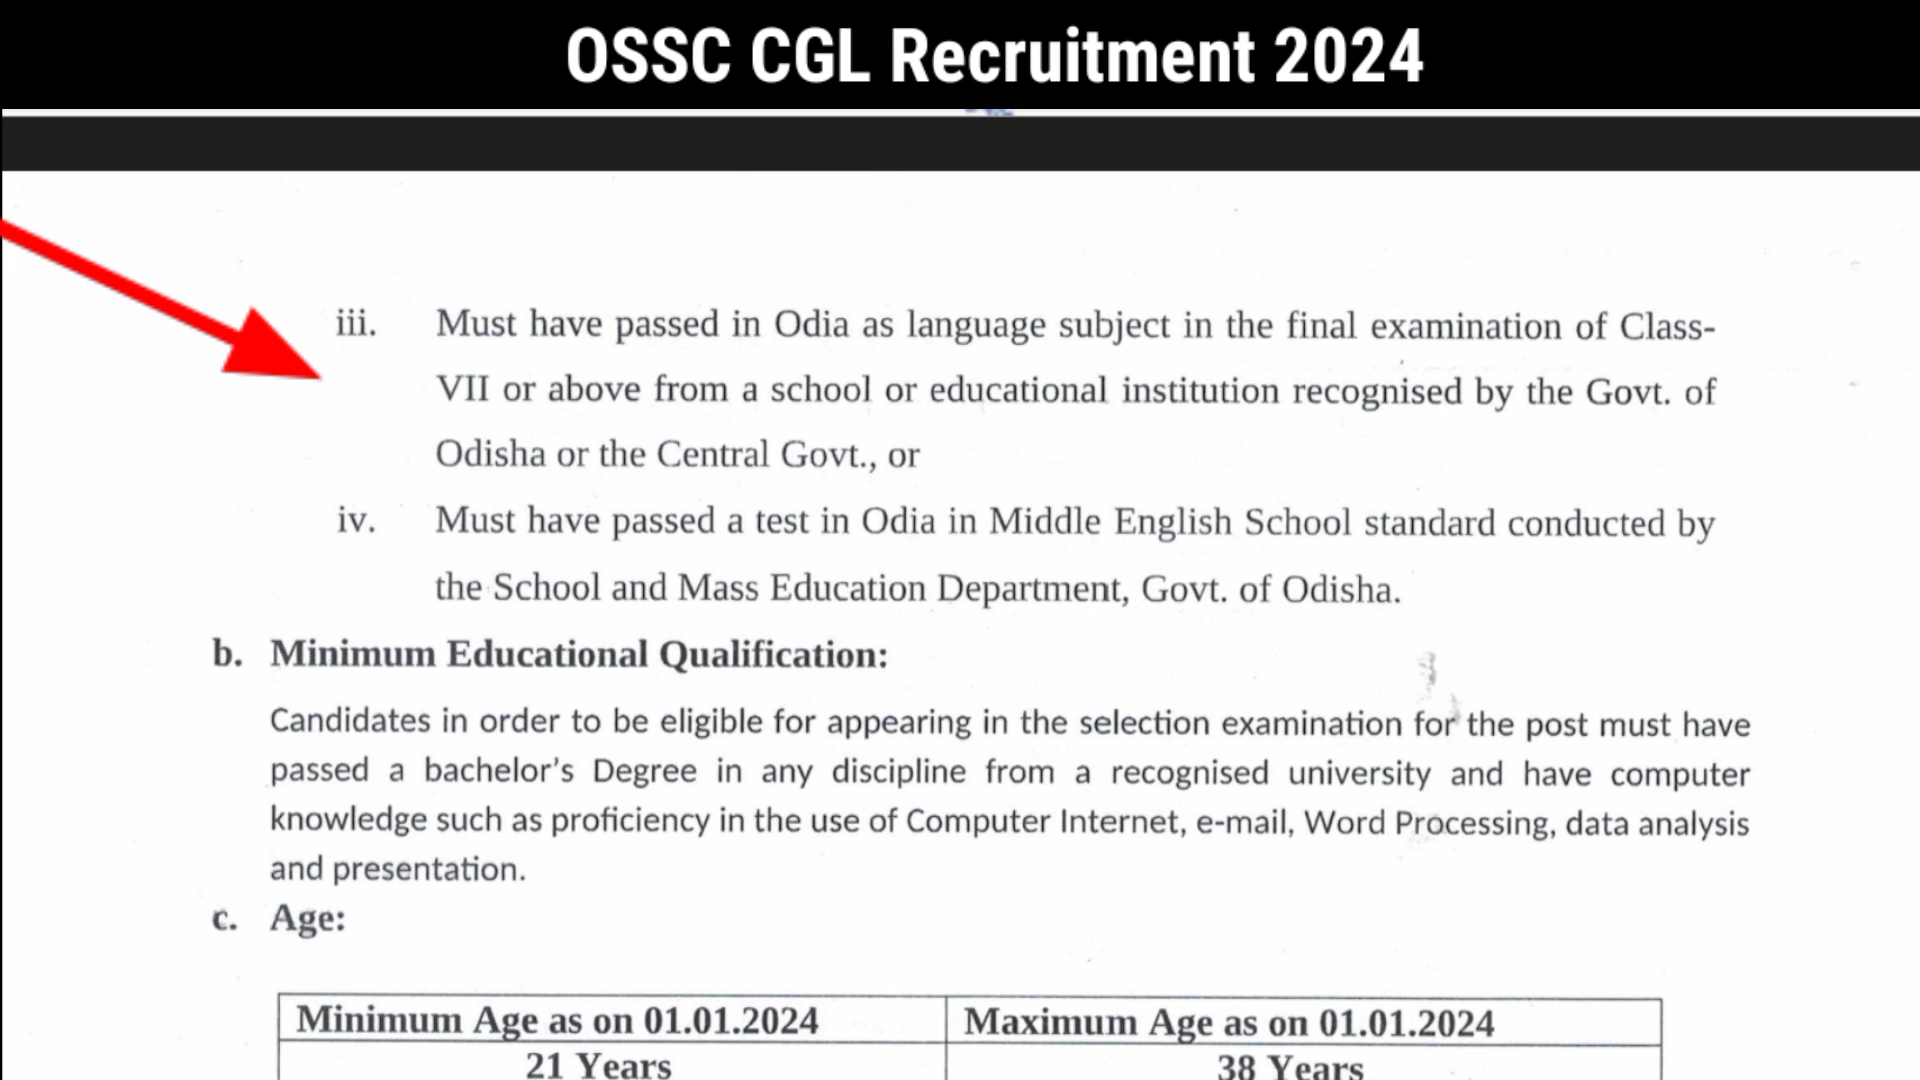 OSSC CGL Recruitment 2024
iii. Must have passed in Odia as language subject in the final examination of Class-
VII or above from a school or educational institution recognised by the Govt. of
Odisha or the Central Govt., or
iv. Must have passed a test in Odia in Middle English School standard conducted by
the School and Mass Education Department, Govt. of Odisha.
b. Minimum Educational Qualification:
Candidates in order to be eligible for appearing in the selection examination for the post must have
passed a bachelor’s Degree in any discipline from a recognised university and have computer
knowledge such as proficiency in the use of Computer Internet, e-mail, Word Processing, data analysis
and presentation.
c. Age:
Minimum Age as on 01.01.2024 Maximum Age as on 01.01.2024
21 Years 38 Years